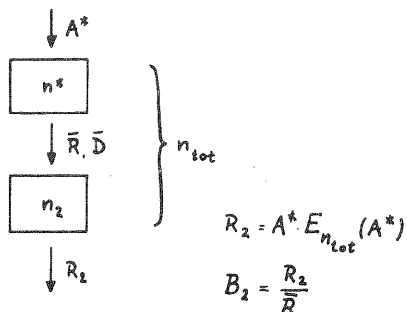 A*
n*
R̄, D̄
n_tot
n₂
R₂ = A* · E_{n_tot}(A*)
R₂
B₂ = R₂ / R̄